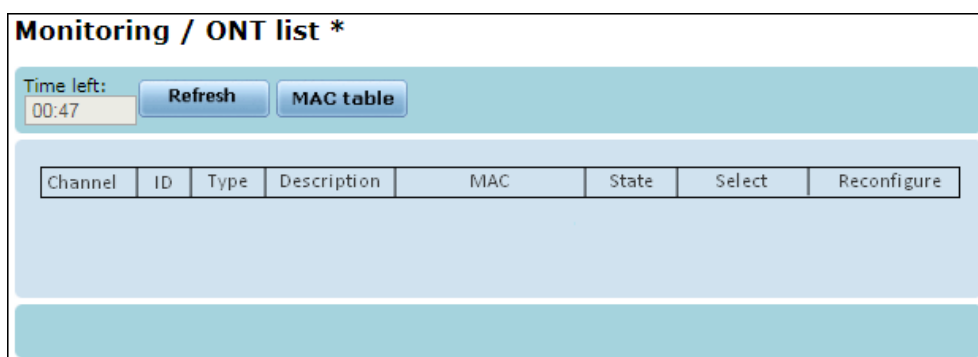 Monitoring / ONT list *
Time left:
00:47 Refresh MAC table
Channel ID Type Description MAC State Select Reconfigure